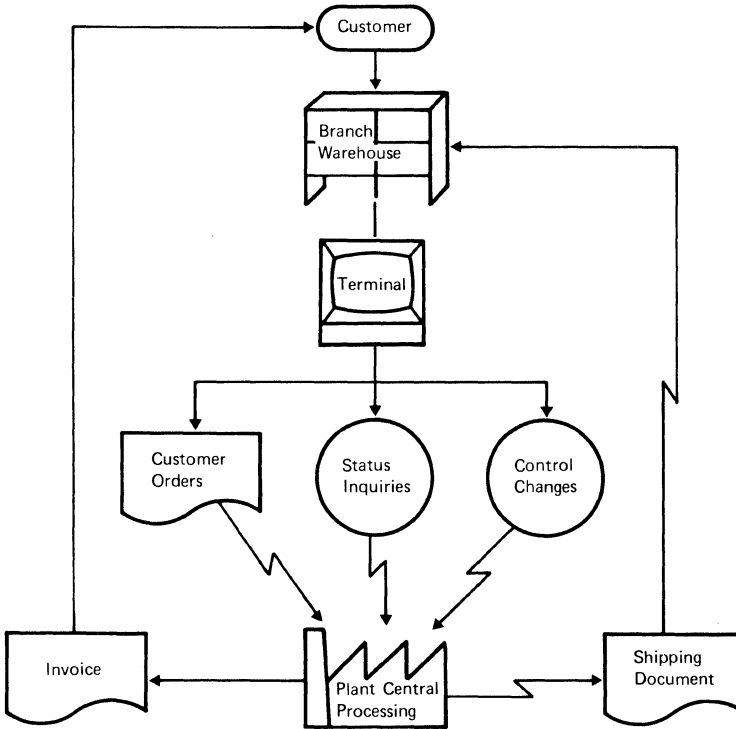 Customer
Branch
Warehouse
Terminal
Customer
Orders
Status
Inquiries
Control
Changes
Invoice
Plant Central
Processing
Shipping
Document